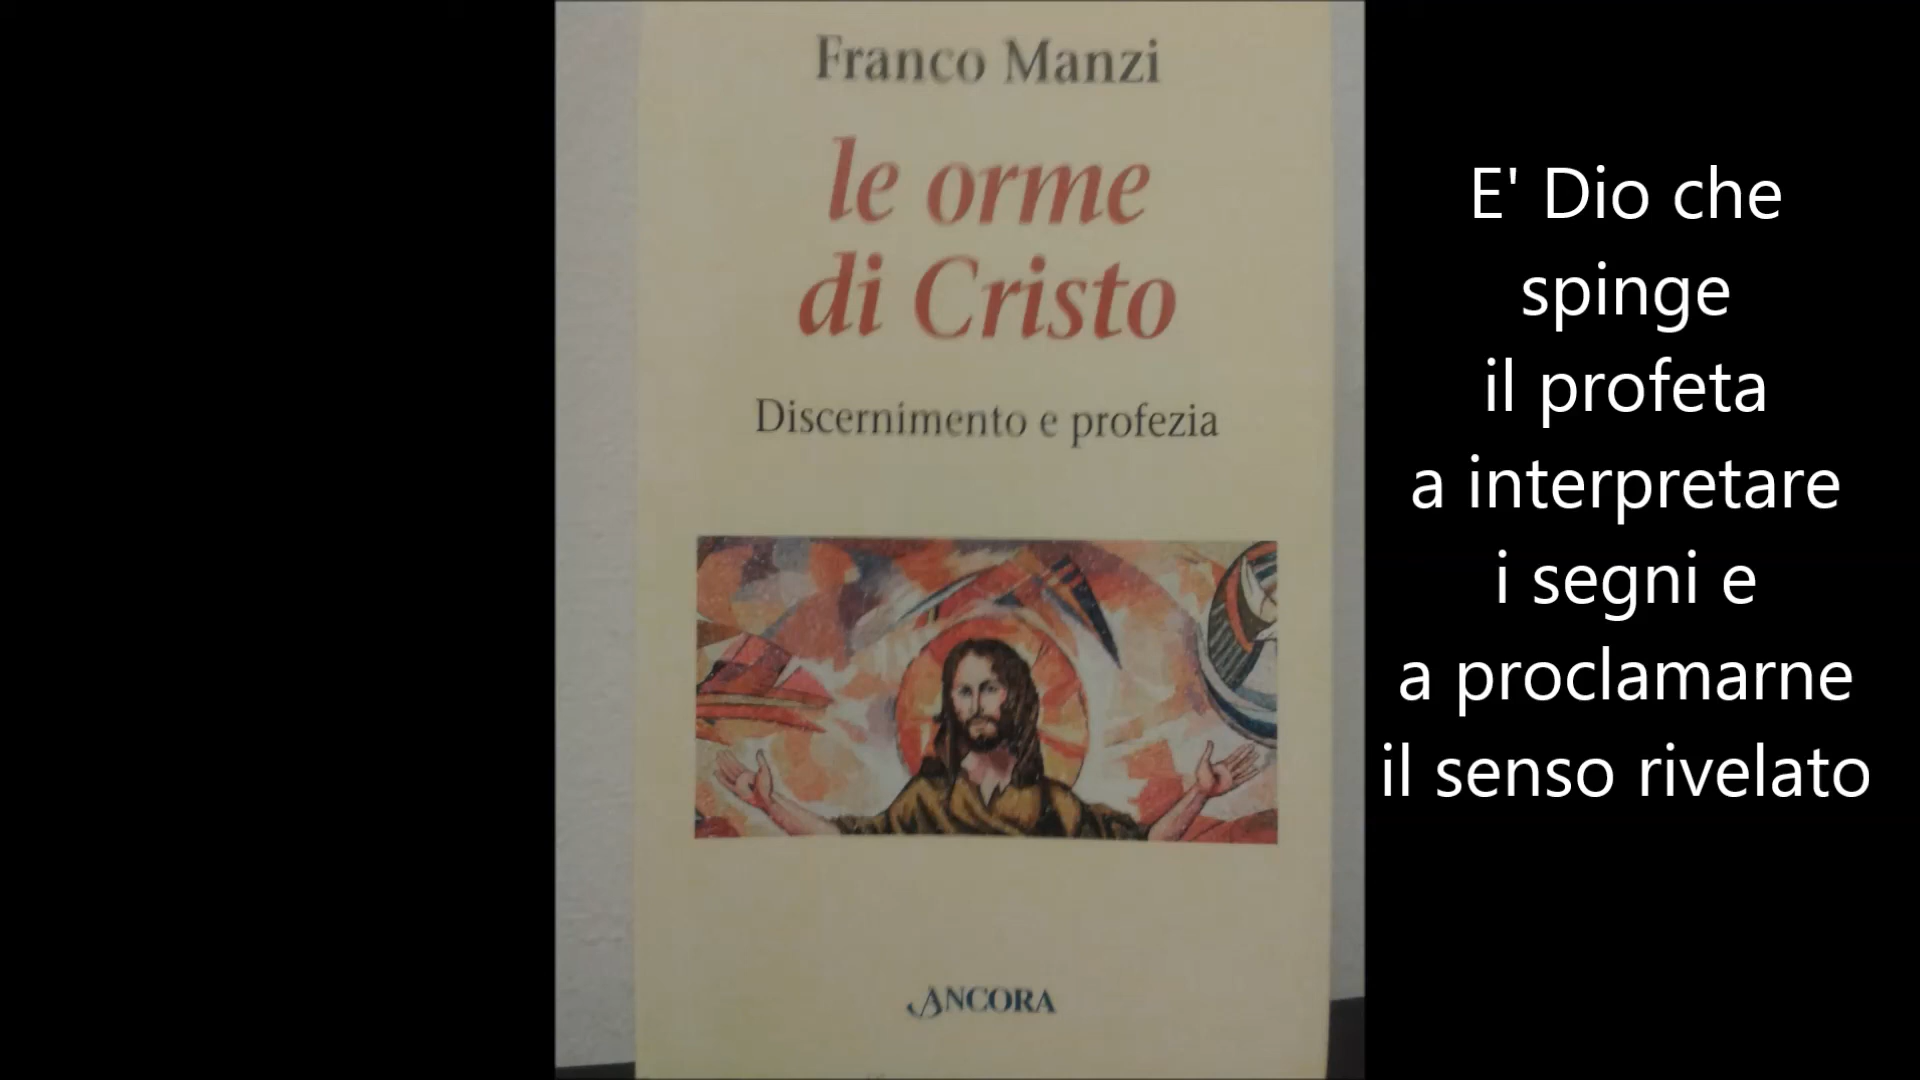 Franco Manzi
le orme
di Cristo
Discernimento e profezia
ANCORA
E' Dio che
spinge
il profeta
a interpretare
i segni e
a proclamarne
il senso rivelato